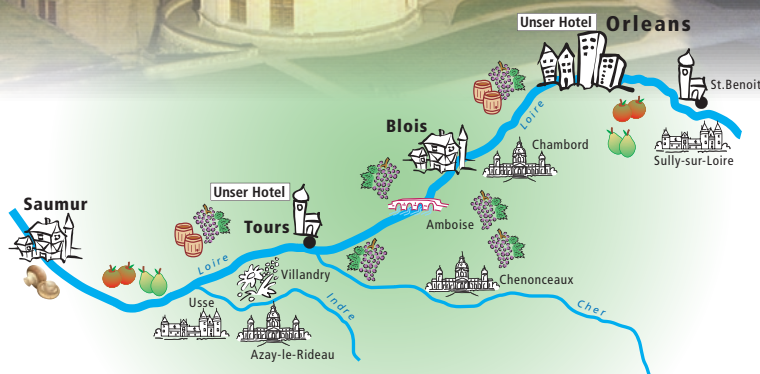 Unser Hotel
Orleans
St.Benoit
Loire
Blois
Chambord
Sully-sur-Loire
Unser Hotel
Saumur
Tours
Amboise
Loire
Villandry
Chenonceaux
Usse
Indre
Cher
Azay-le-Rideau